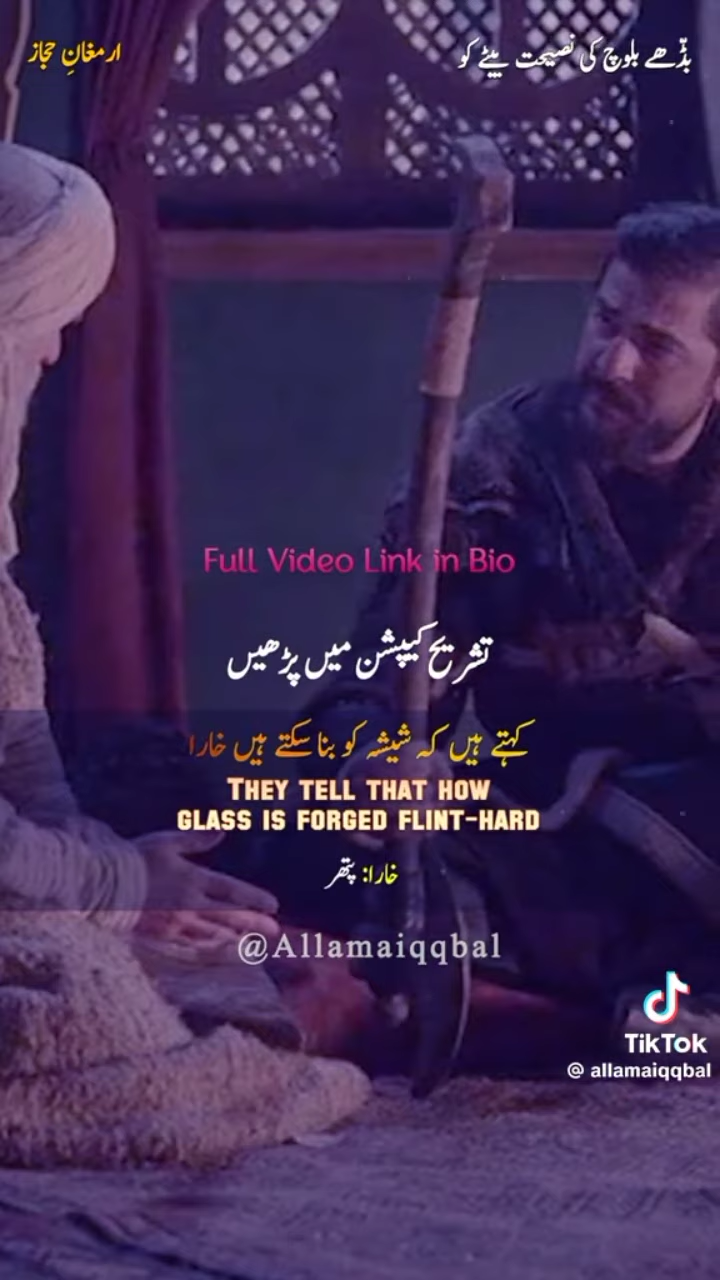 ارمغانِ حجاز
بڈّھے بلوچ کی نصیحت بیٹے کو
Full Video Link in Bio
تشریح کیپشن میں پڑھیں
کہتے ہیں کہ شیشہ کو بنا سکتے ہیں خارا
THEY TELL THAT HOW
GLASS IS FORGED FLINT-HARD
خارا: پتھر
@Allamaiqqbal
TikTok
@ allamaiqqbal